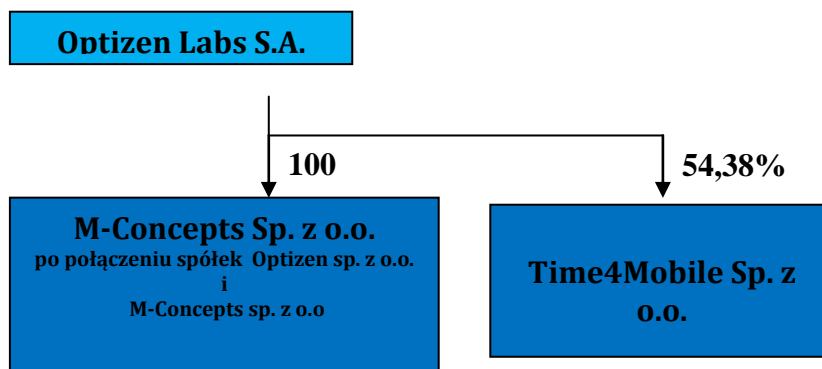 Optizen Labs S.A.
100
54,38%
M-Concepts Sp. z o.o.
po połączeniu spółek Optizen sp. z o.o.
i
M-Concepts sp. z o.o
Time4Mobile Sp. z
o.o.